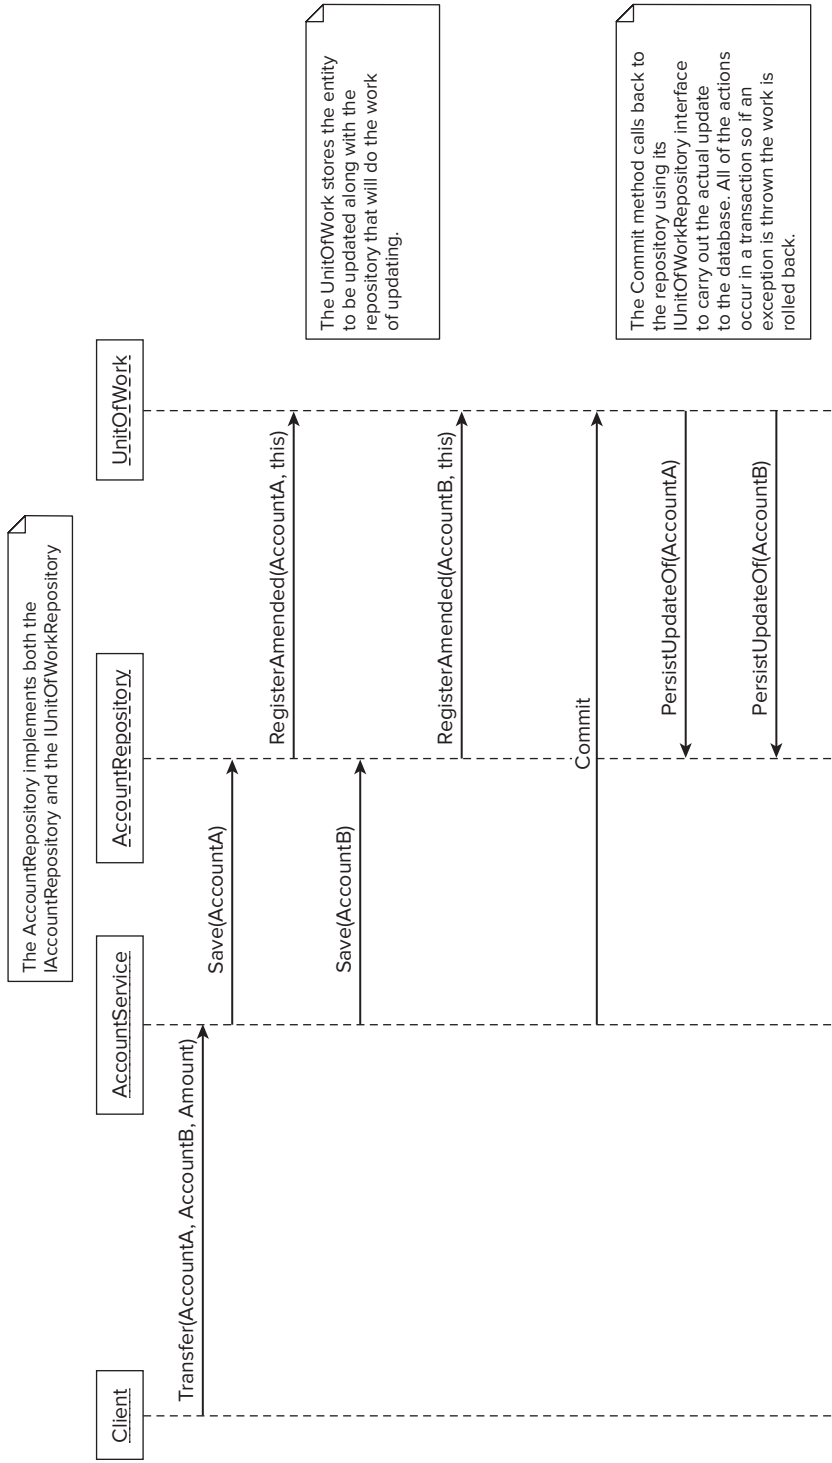 The AccountRepository implements both the
IAccountRepository and the IUnitOfWorkRepository
Client
AccountService
AccountRepository
UnitOfWork
Transfer(AccountA, AccountB, Amount)
Save(AccountA)
RegisterAmended(AccountA, this)
The UnitOfWork stores the entity
to be updated along with the
repository that will do the work
of updating.
Save(AccountB)
RegisterAmended(AccountB, this)
Commit
The Commit method calls back to
the repository using its
IUnitOfWorkRepository interface
to carry out the actual update
to the database. All of the actions
occur in a transaction so if an
exception is thrown the work is
rolled back.
PersistUpdateOf(AccountA)
PersistUpdateOf(AccountB)